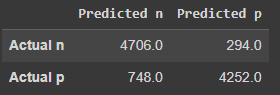 Predicted n Predicted p
Actual n 4706.0 294.0
Actual p 748.0 4252.0